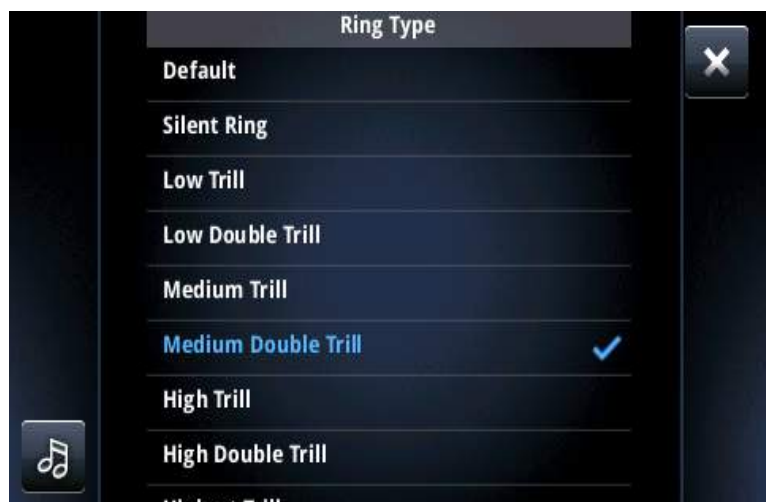 Ring Type
Default
Silent Ring
Low Trill
Low Double Trill
Medium Trill
Medium Double Trill
High Trill
High Double Trill